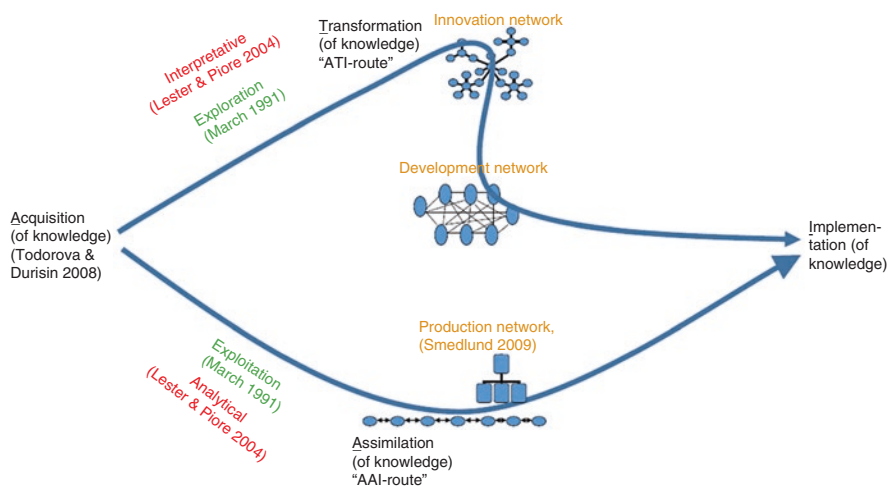 Transformation
(of knowledge)
“ATI-route”
Innovation network
Interpretative
(Lester & Piore 2004)
Exploration
(March 1991)
Development network
Acquisition
(of knowledge)
(Todorova &
Durisin 2008)
Implemen-
tation (of
knowledge)
Production network,
(Smedlund 2009)
Exploitation
(March 1991)
Analytical
(Lester & Piore 2004)
Assimilation
(of knowledge)
“AAI-route”